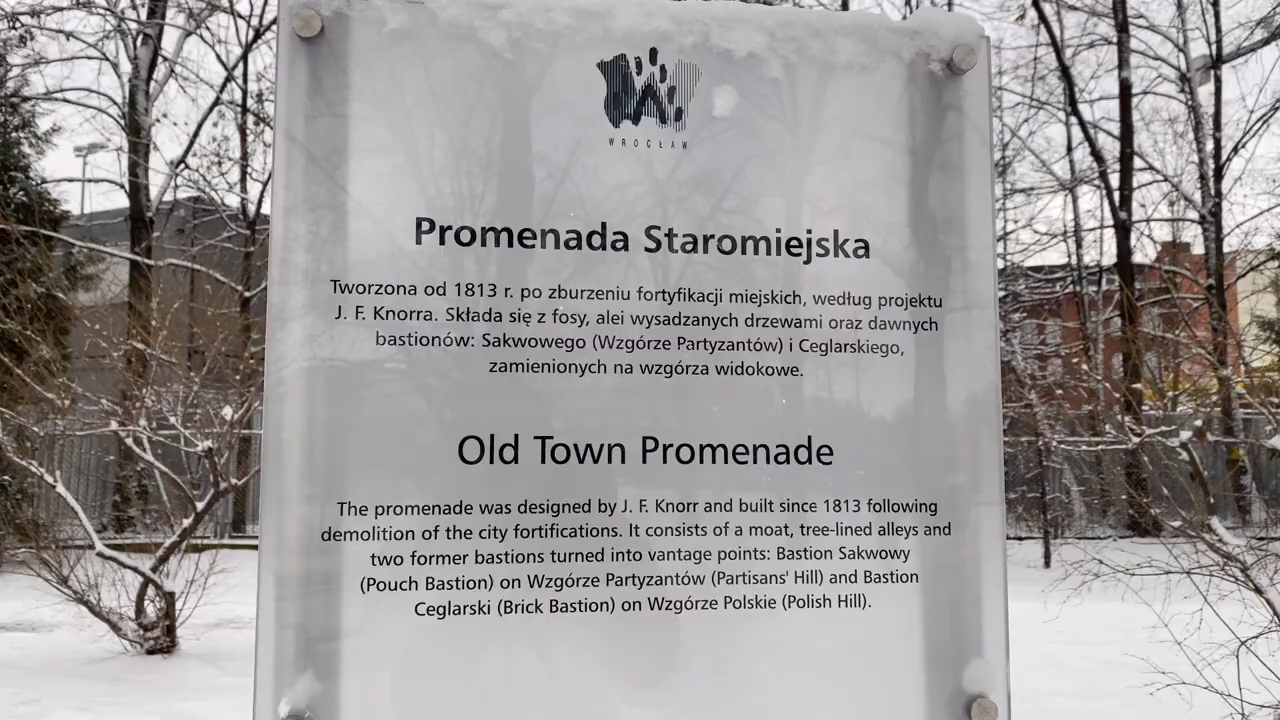 WROCŁAW
Promenada Staromiejska
Tworzona od 1813 r. po zburzeniu fortyfikacji miejskich, według projektu
J. F. Knorra. Składa się z fosy, alei wysadzanych drzewami oraz dawnych
bastionów: Sakwowego (Wzgórze Partyzantów) i Ceglarskiego,
zamienionych na wzgórza widokowe.
Old Town Promenade
The promenade was designed by J. F. Knorr and built since 1813 following
demolition of the city fortifications. It consists of a moat, tree-lined alleys and
two former bastions turned into vantage points: Bastion Sakwowy
(Pouch Bastion) on Wzgórze Partyzantów (Partisans' Hill) and Bastion
Ceglarski (Brick Bastion) on Wzgórze Polskie (Polish Hill).